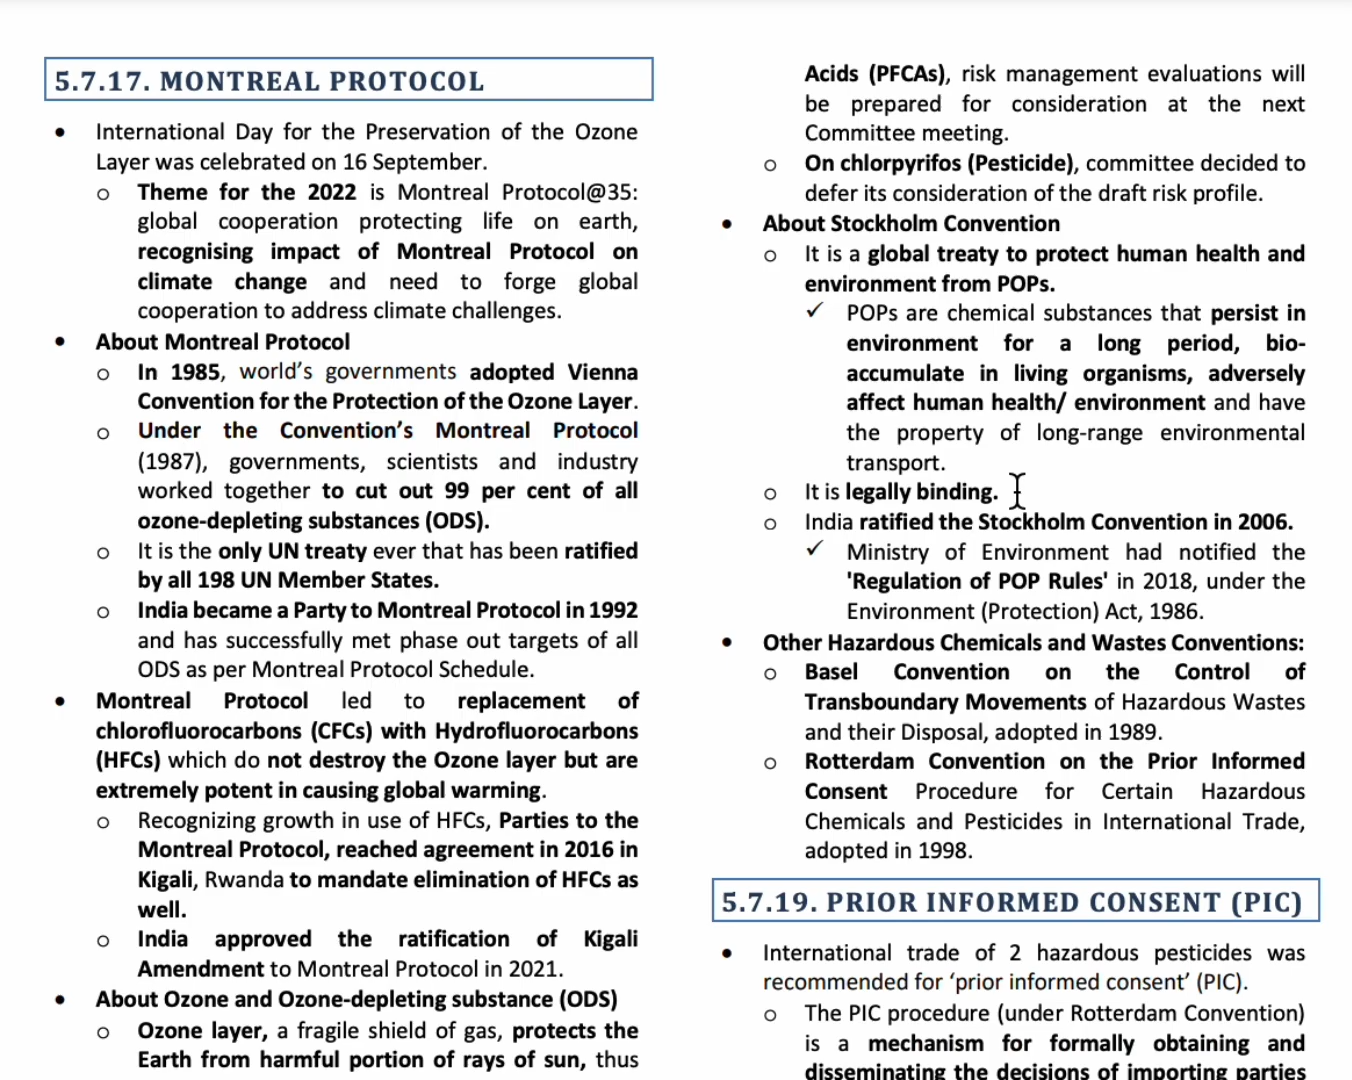 5.7.17. MONTREAL PROTOCOL
• International Day for the Preservation of the Ozone
Layer was celebrated on 16 September.
o Theme for the 2022 is Montreal Protocol@35:
global cooperation protecting life on earth,
recognising impact of Montreal Protocol on
climate change and need to forge global
cooperation to address climate challenges.
• About Montreal Protocol
o In 1985, world's governments adopted Vienna
Convention for the Protection of the Ozone Layer.
o Under the Convention's Montreal Protocol
(1987), governments, scientists and industry
worked together to cut out 99 per cent of all
ozone-depleting substances (ODS).
o It is the only UN treaty ever that has been ratified
by all 198 UN Member States.
o India became a Party to Montreal Protocol in 1992
and has successfully met phase out targets of all
ODS as per Montreal Protocol Schedule.
• Montreal Protocol led to replacement of
chlorofluorocarbons (CFCs) with Hydrofluorocarbons
(HFCs) which do not destroy the Ozone layer but are
extremely potent in causing global warming.
o Recognizing growth in use of HFCs, Parties to the
Montreal Protocol, reached agreement in 2016 in
Kigali, Rwanda to mandate elimination of HFCs as
well.
o India approved the ratification of Kigali
Amendment to Montreal Protocol in 2021.
• About Ozone and Ozone-depleting substance (ODS)
o Ozone layer, a fragile shield of gas, protects the
Earth from harmful portion of rays of sun, thus
Acids (PFCAs), risk management evaluations will
be prepared for consideration at the next
Committee meeting.
o On chlorpyrifos (Pesticide), committee decided to
defer its consideration of the draft risk profile.
• About Stockholm Convention
o It is a global treaty to protect human health and
environment from POPs.
✓ POPs are chemical substances that persist in
environment for a long period, bio-
accumulate in living organisms, adversely
affect human health/ environment and have
the property of long-range environmental
transport.
o It is legally binding.
o India ratified the Stockholm Convention in 2006.
✓ Ministry of Environment had notified the
'Regulation of POP Rules' in 2018, under the
Environment (Protection) Act, 1986.
• Other Hazardous Chemicals and Wastes Conventions:
o Basel Convention on the Control of
Transboundary Movements of Hazardous Wastes
and their Disposal, adopted in 1989.
o Rotterdam Convention on the Prior Informed
Consent Procedure for Certain Hazardous
Chemicals and Pesticides in International Trade,
adopted in 1998.
5.7.19. PRIOR INFORMED CONSENT (PIC)
• International trade of 2 hazardous pesticides was
recommended for 'prior informed consent' (PIC).
o The PIC procedure (under Rotterdam Convention)
is a mechanism for formally obtaining and
disseminating the decisions of importing parties